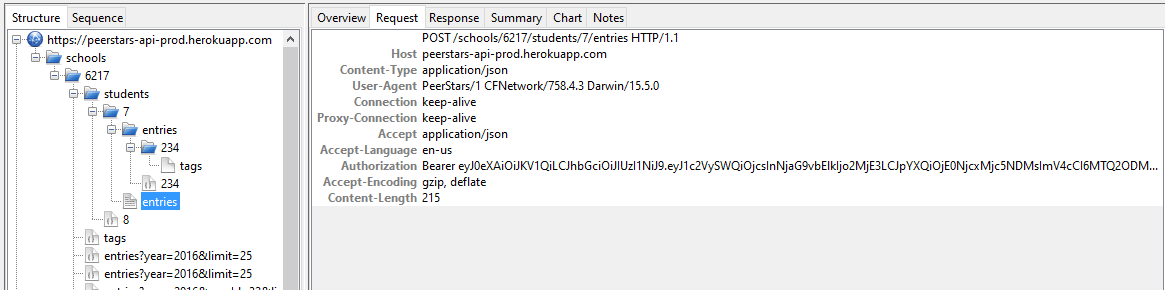 Structure Sequence
https://peerstars-api-prod.herokuapp.com
schools
6217
students
7
entries
234
tags
234
entries
8
tags
entries?year=2016&limit=25
entries?year=2016&limit=25
Overview Request Response Summary Chart Notes
POST /schools/6217/students/7/entries HTTP/1.1
Host peerstars-api-prod.herokuapp.com
Content-Type application/json
User-Agent PeerStars/1 CFNetwork/758.4.3 Darwin/15.5.0
Connection keep-alive
Proxy-Connection keep-alive
Accept application/json
Accept-Language en-us
Authorization Bearer eyJ0eXAiOiJKV1QiLCJhbGciOiJIUzI1NiJ9.eyJ1c2VySWQiOjcsInNjaG9vbElkIjo2MjE3LCJpYXQiOjE0NjcxMjc5NDMsImV4cCI6MTQ2ODM...
Accept-Encoding gzip, deflate
Content-Length 215